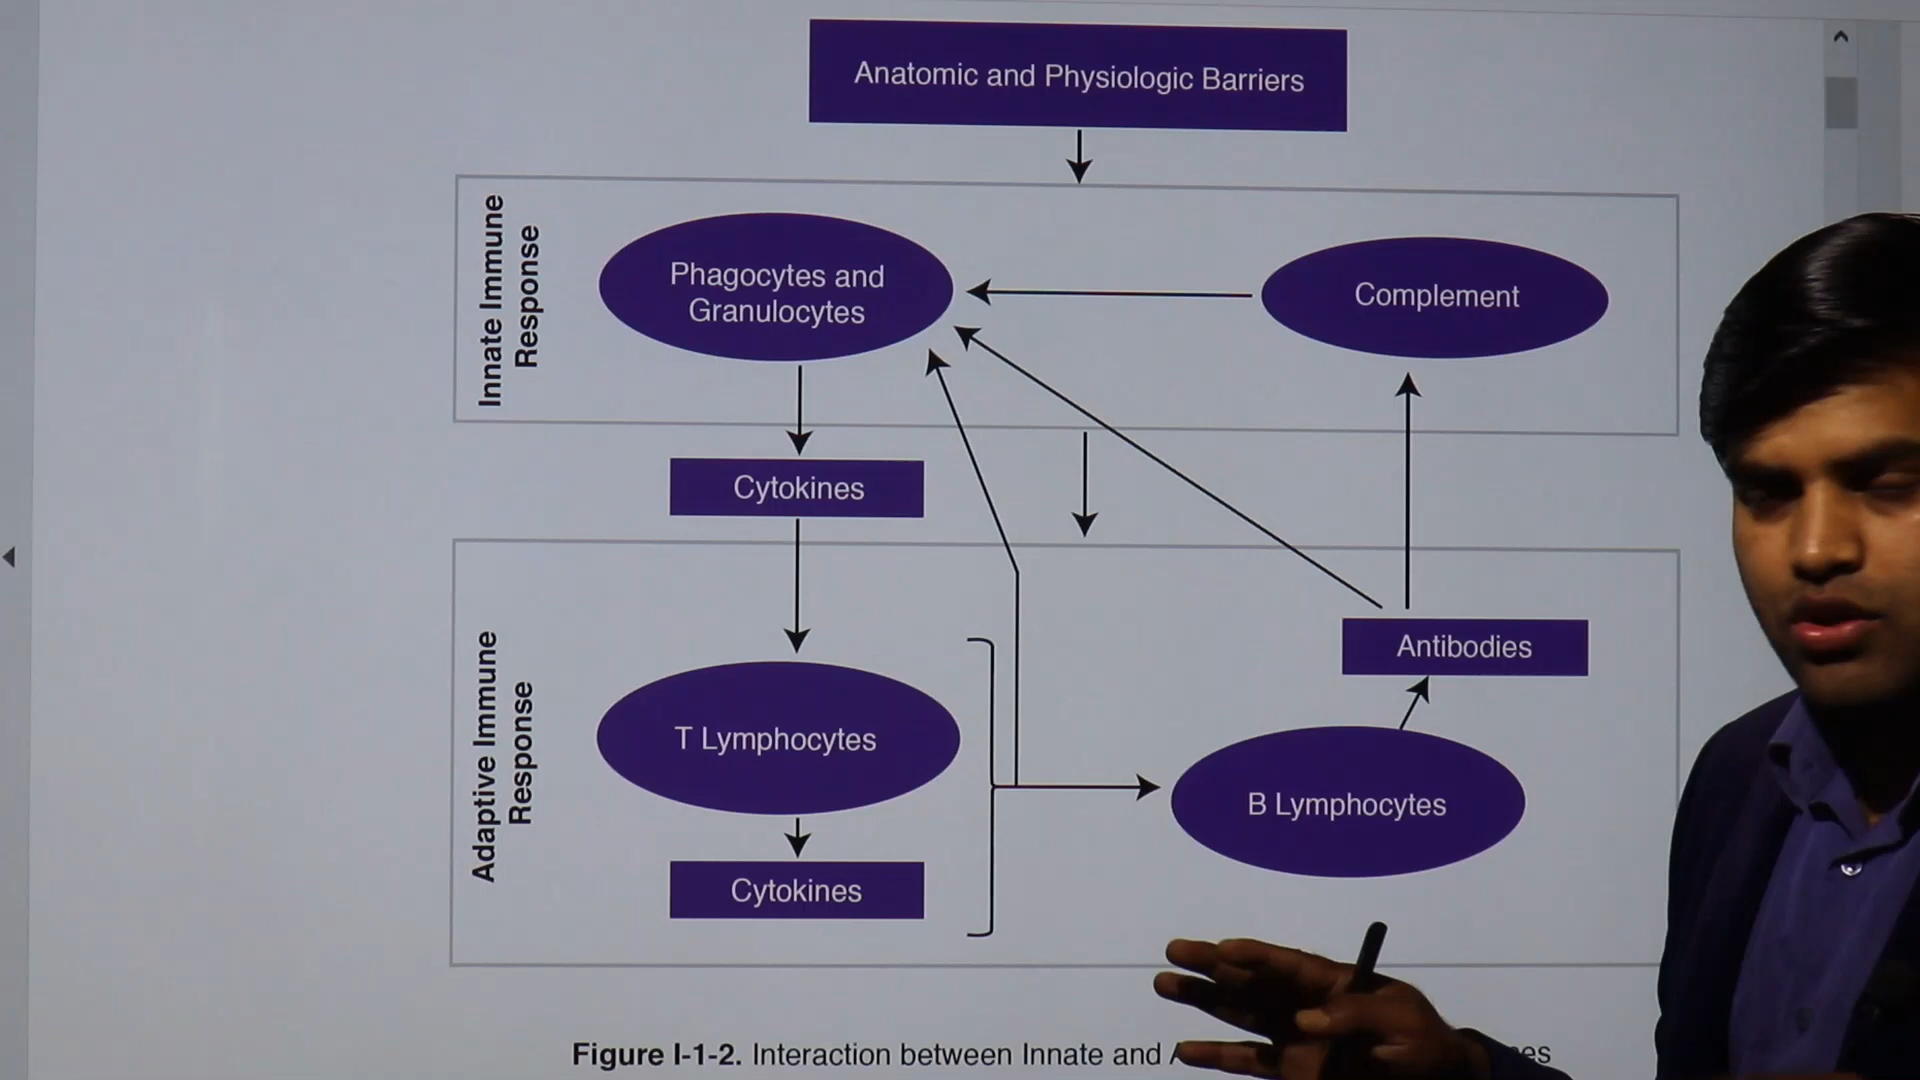 Anatomic and Physiologic Barriers
Innate Immune
Response
Phagocytes and
Granulocytes
Complement
Cytokines
Adaptive Immune
Response
Antibodies
T Lymphocytes
B Lymphocytes
Cytokines
Figure I-1-2. Interaction between Innate and